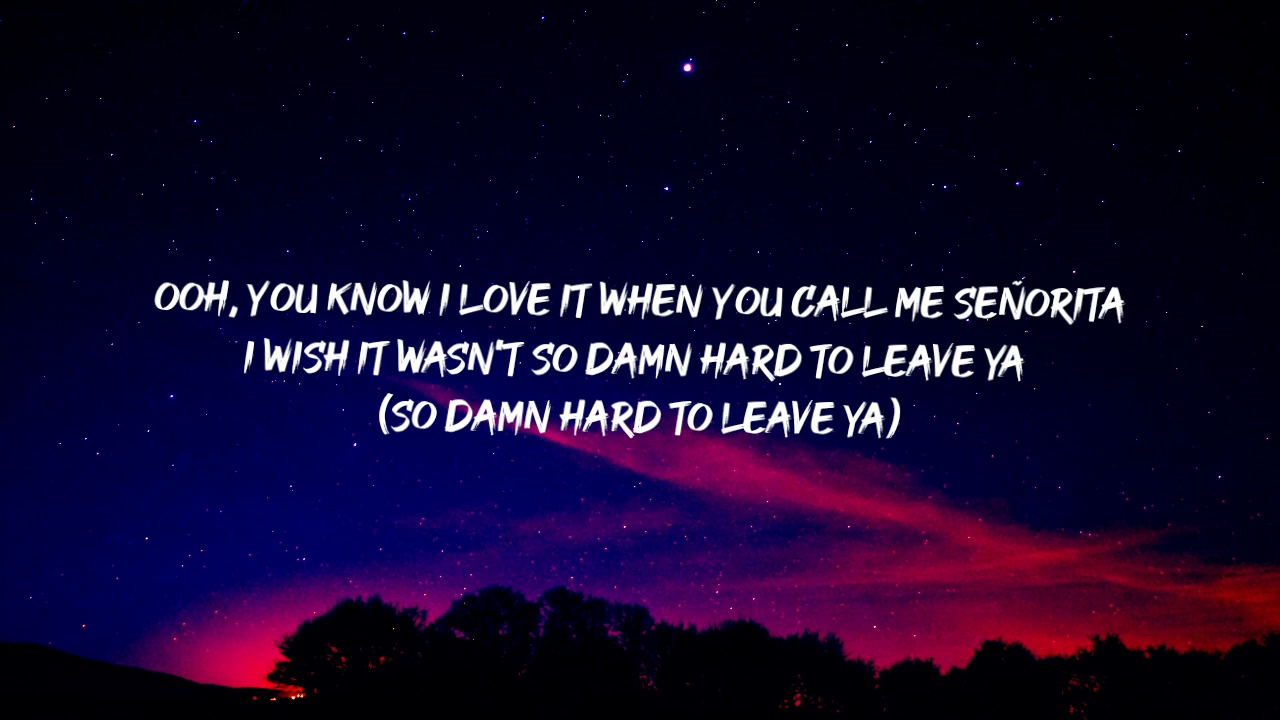 OOH, YOU KNOW I LOVE IT WHEN YOU CALL ME SEÑORITA
I WISH IT WASN'T SO DAMN HARD TO LEAVE YA
(SO DAMN HARD TO LEAVE YA)